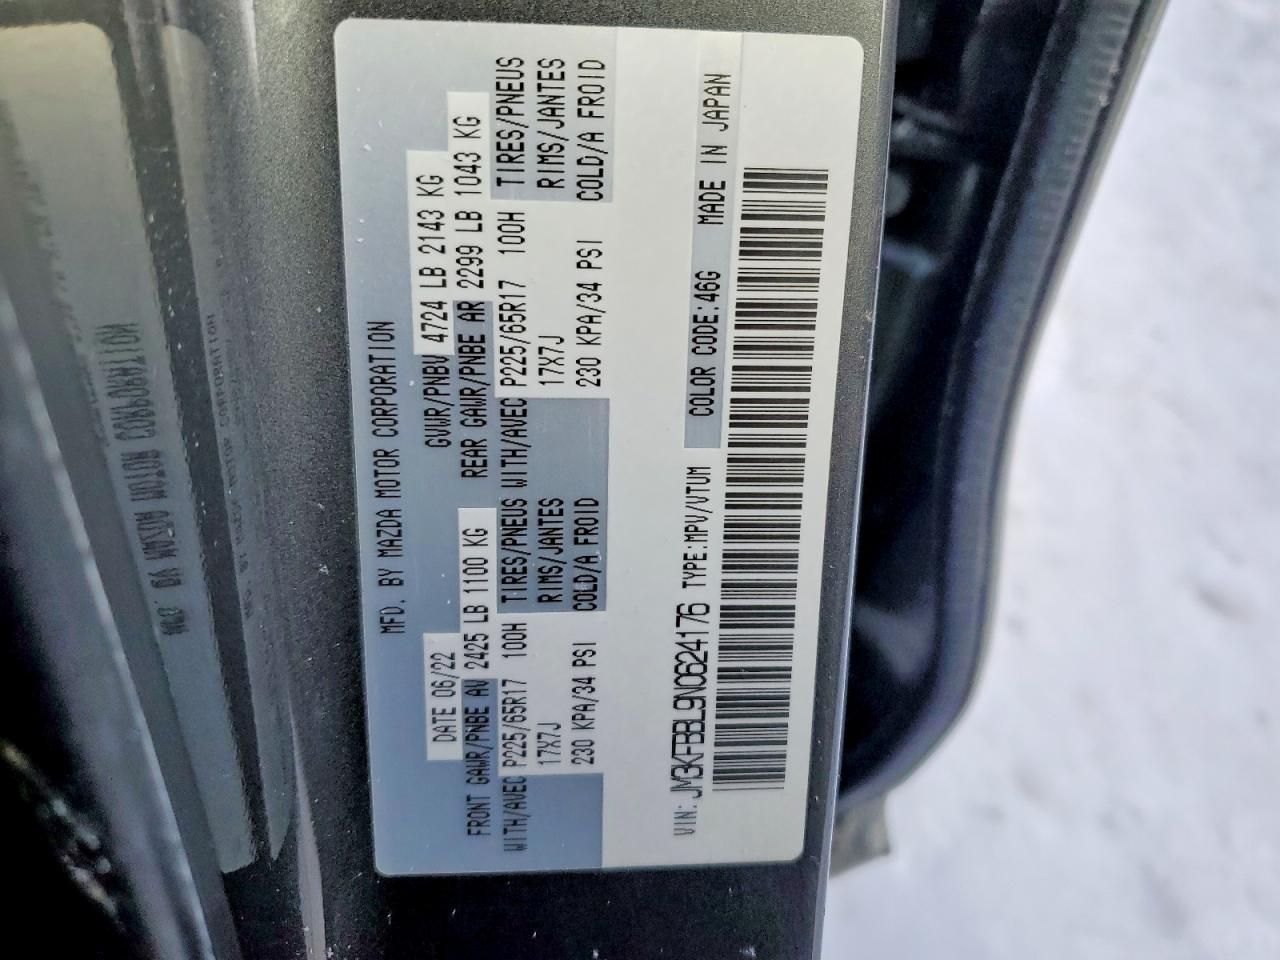 MFD. BY MAZDA MOTOR CORPORATION
DATE 06/22 GVWR/PNBV 4724 LB 2143 KG
FRONT GAWR/PNBE AV 2425 LB 1100 KG REAR GAWR/PNBE AR 2299 LB 1043 KG
WITH/AVEC P225/65R17 100H TIRES/PNEUS WITH/AVEC P225/65R17 100H TIRES/PNEUS
17X7J RIMS/JANTES 17X7J RIMS/JANTES
230 KPA/34 PSI COLD/A FROID 230 KPA/34 PSI COLD/A FROID
VIN: JM3KFBBL9N0624176 TYPE:MPV/VTUM COLOR CODE:46G MADE IN JAPAN